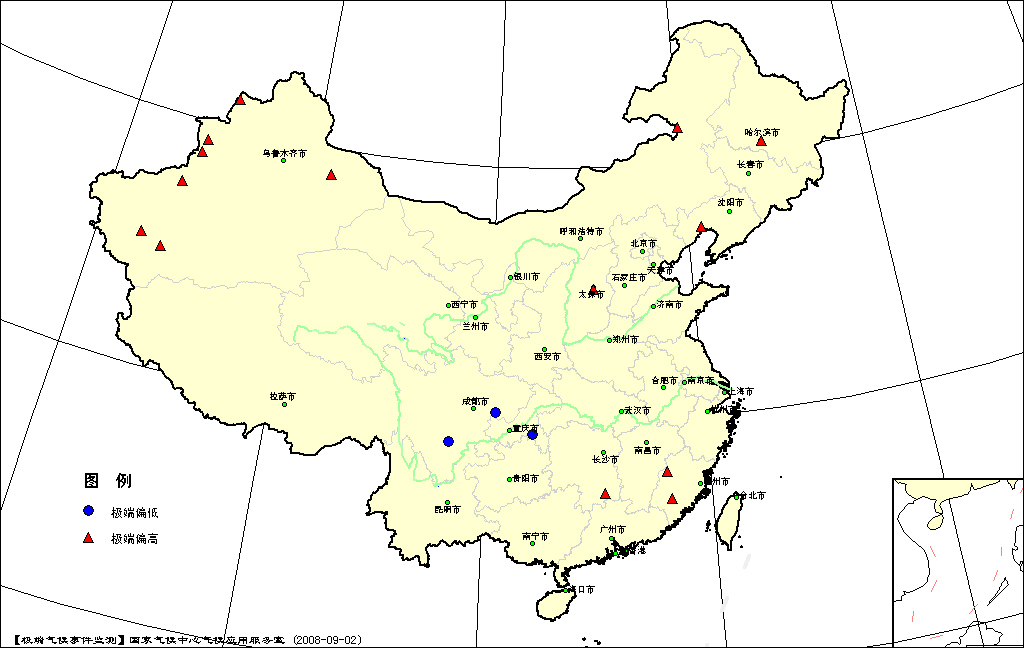 哈尔滨市
乌鲁木齐市
长春市
沈阳市
呼和浩特市
北京市
天津市
银川市
石家庄市
太原市
西宁市
济南市
兰州市
郑州市
西安市
合肥市
南京市
上海市
拉萨市
成都市
武汉市
杭州市
重庆市
南昌市
长沙市
贵阳市
福州市
台北市
昆明市
广州市
南宁市
香港
海口市
图 例
极端偏低
极端偏高
【极端气候事件监测】国家气候中心气候应用服务室 (2008-09-02)